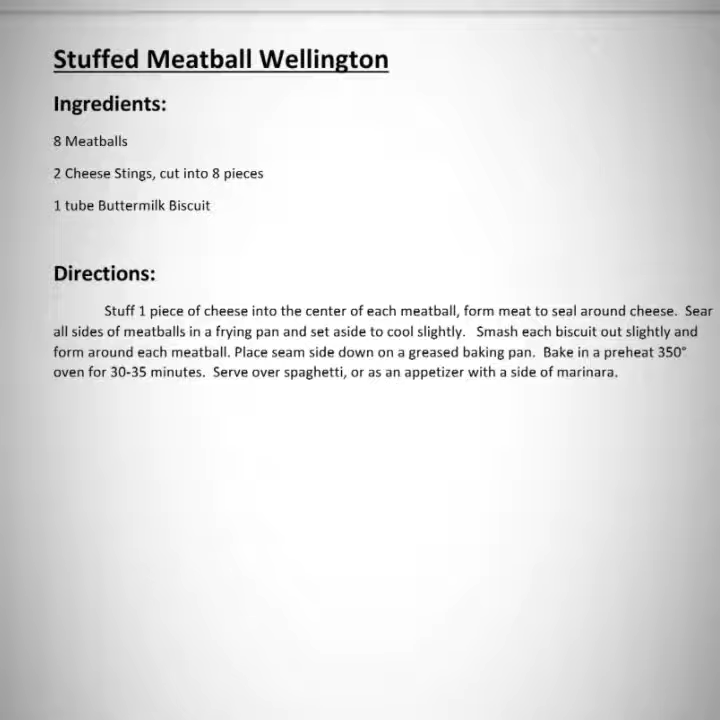 Stuffed Meatball Wellington
Ingredients:
8 Meatballs
2 Cheese Stings, cut into 8 pieces
1 tube Buttermilk Biscuit
Directions:
Stuff 1 piece of cheese into the center of each meatball, form meat to seal around cheese. Sear
all sides of meatballs in a frying pan and set aside to cool slightly. Smash each biscuit out slightly and
form around each meatball. Place seam side down on a greased baking pan. Bake in a preheat 350°
oven for 30-35 minutes. Serve over spaghetti, or as an appetizer with a side of marinara.